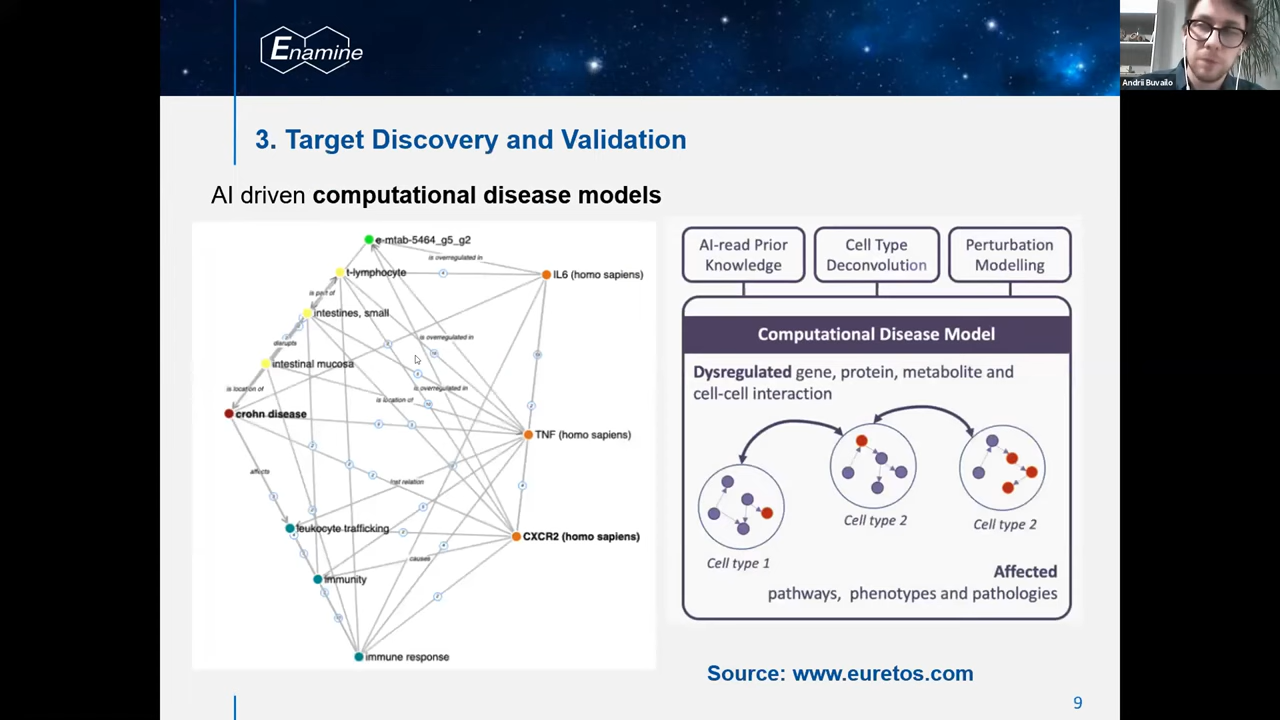 Enamine
Andrii Buvailo
3. Target Discovery and Validation
AI driven computational disease models
e-mtab-5464_g5_g2
is overregulated in
t-lymphocyte
IL6 (homo sapiens)
is part of
intestines, small
disrupts
is overregulated in
intestinal mucosa
is location of
is overregulated in
is location of
crohn disease
TNF (homo sapiens)
affects
inst relation
leukocyte trafficking
CXCR2 (homo sapiens)
causes
immunity
immune response
AI-read Prior
Knowledge
Cell Type
Deconvolution
Perturbation
Modelling
Computational Disease Model
Dysregulated gene, protein, metabolite and
cell-cell interaction
Cell type 1
Cell type 2
Cell type 2
Affected
pathways, phenotypes and pathologies
Source: www.euretos.com
9